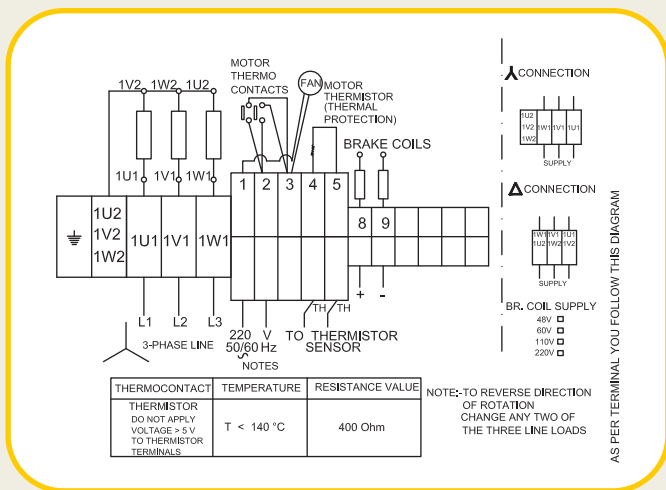 MOTOR
THERMO
CONTACTS
FAN
MOTOR
THERMISTOR
(THERMAL
PROTECTION)
1V2 1W2 1U2
BRAKE COILS
1U1 1V1 1W1
1 2 3 4 5
1U2
1V2
1W2
1U1 1V1 1W1
8 9
+ -
L1 L2 L3
3-PHASE LINE
220 V
50/60 Hz
NOTES
TH TH
TO THERMISTOR
SENSOR
CONNECTION
1U2
1V2 1W1 1V1 1U1
1W2
SUPPLY
CONNECTION
1W1 1V1 1U1
1U2 1W2 1V2
SUPPLY
BR. COIL SUPPLY
48V
60V
110V
220V
AS PER TERMINAL YOU FOLLOW THIS DIAGRAM
THERMOCONTACT TEMPERATURE RESISTANCE VALUE
THERMISTOR
DO NOT APPLY
VOLTAGE > 5 V
TO THERMISTOR
TERMINALS
T < 140 °C
400 Ohm
NOTE:-TO REVERSE DIRECTION
OF ROTATION
CHANGE ANY TWO OF
THE THREE LINE LOADS